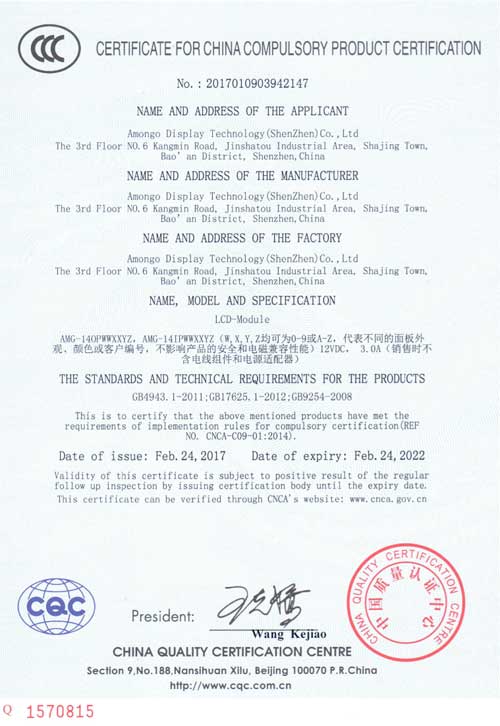 CCC
CERTIFICATE FOR CHINA COMPULSORY PRODUCT CERTIFICATION
No.: 2017010903942147
NAME AND ADDRESS OF THE APPLICANT
Amongo Display Technology(ShenZhen)Co.,Ltd
The 3rd Floor NO.6 Kangmin Road, Jinshatou Industrial Area, Shajing Town,
Bao'an District, Shenzhen,China
NAME AND ADDRESS OF THE MANUFACTURER
Amongo Display Technology(ShenZhen)Co.,Ltd
The 3rd Floor NO.6 Kangmin Road, Jinshatou Industrial Area, Shajing Town,
Bao'an District, Shenzhen,China
NAME AND ADDRESS OF THE FACTORY
Amongo Display Technology(ShenZhen)Co.,Ltd
The 3rd Floor NO.6 Kangmin Road, Jinshatou Industrial Area, Shajing Town,
Bao'an District, Shenzhen,China
NAME, MODEL AND SPECIFICATION
LCD-Module
AMG-14OPWWXXYZ, AMG-14IPWWXXYZ (W,X,Y,Z均可为0-9或A-Z, 代表不同的面板外
观、颜色或客户编号, 不影响产品的安全和电磁兼容性能) 12VDC, 3.0A (销售时不
含电线组件和电源适配器)
THE STANDARDS AND TECHNICAL REQUIREMENTS FOR THE PRODUCTS
GB4943.1-2011;GB17625.1-2012;GB9254-2008
This is to certify that the above mentioned products have met the
requirements of implementation rules for compulsory certification(REF
NO. CNCA-C09-01:2014).
Date of issue: Feb.24,2017 Date of expiry: Feb.24,2022
Validity of this certificate is subject to positive result of the regular
follow up inspection by issuing certification body until the expiry date.
This certificate can be verified through CNCA's website: www.cnca.gov.cn
CQC
President:
Wang Kejiao
CHINA QUALITY CERTIFICATION CENTRE
中国质量认证中心
CHINA QUALITY CERTIFICATION CENTRE
Section 9,No.188,Nansihuan Xilu, Beijing 100070 P.R.China
http://www.cqc.com.cn
Q 1570815